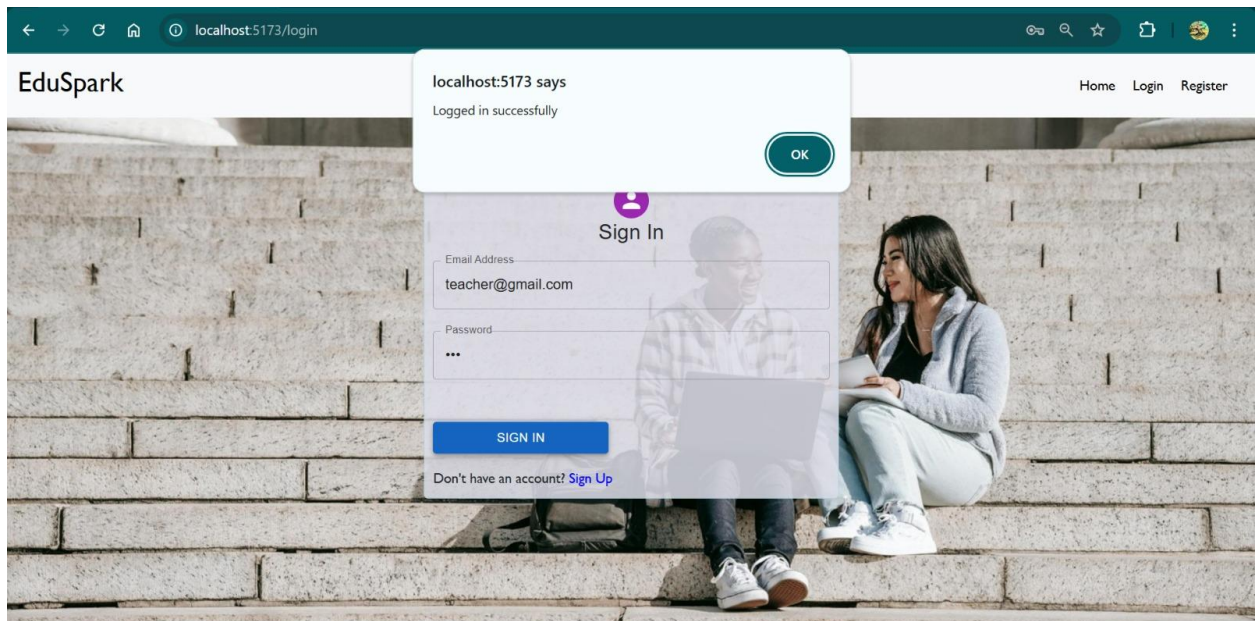 localhost:5173/login
EduSpark
Home Login Register
localhost:5173 says
Logged in successfully
OK
Sign In
Email Address
teacher@gmail.com
Password
•••
SIGN IN
Don't have an account? Sign Up